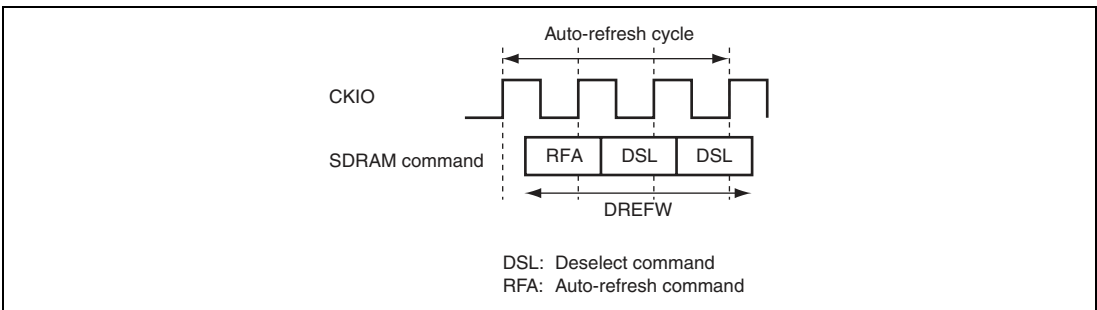 Auto-refresh cycle
CKIO
SDRAM command RFA DSL DSL
DREFW
DSL: Deselect command
RFA: Auto-refresh command